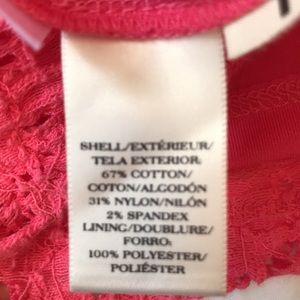 SHELL/EXTÉRIEUR/
TELA EXTERIOR:
67% COTTON/
COTON/ALGODÓN
31% NYLON/NILÓN
2% SPANDEX
LINING/DOUBLURE/
FORRO:
100% POLYESTER/
POLIÉSTER